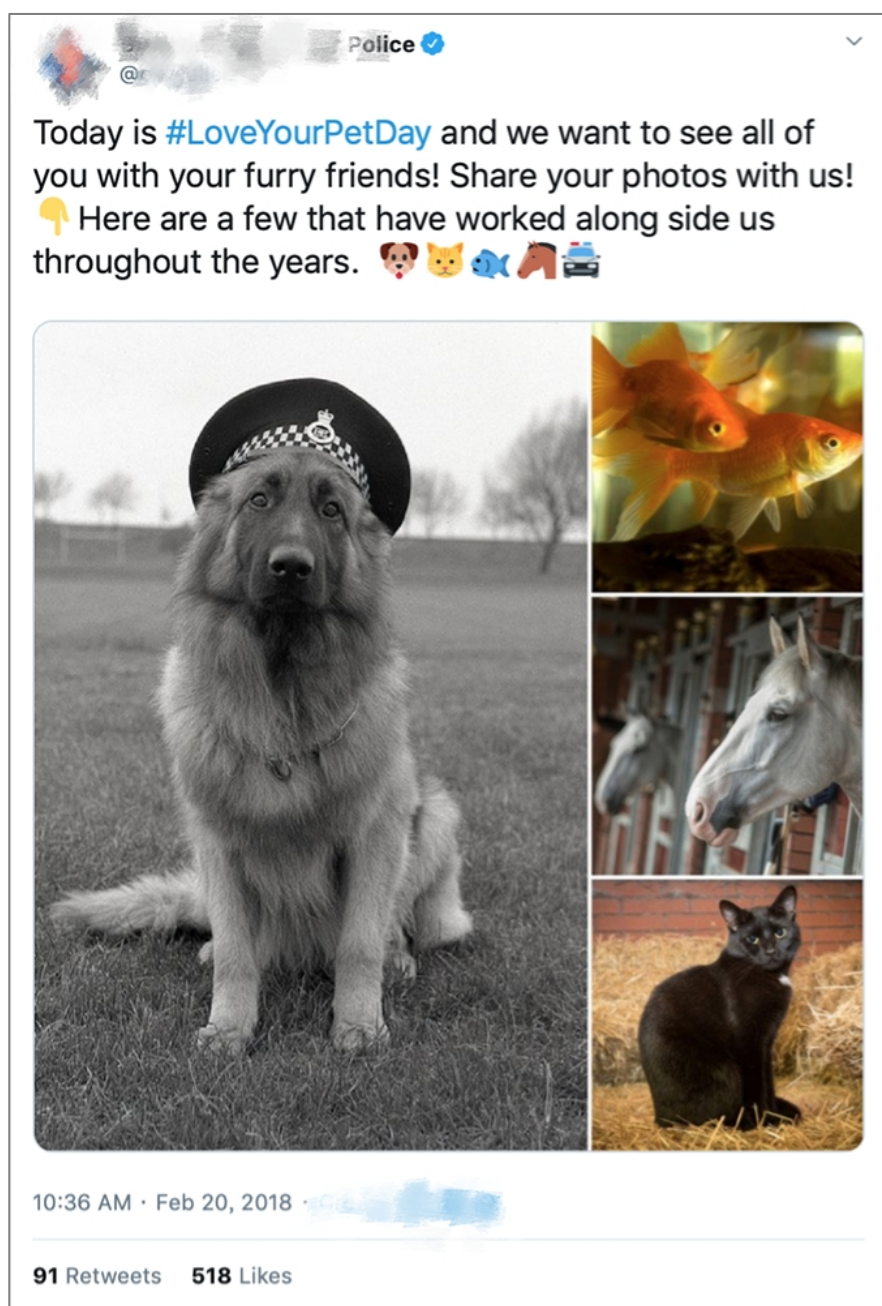 Police
@
Today is #LoveYourPetDay and we want to see all of
you with your furry friends! Share your photos with us!
👇 Here are a few that have worked along side us
throughout the years. 🐶🐱🐟🐴🚔
10:36 AM · Feb 20, 2018 ·
91 Retweets 518 Likes